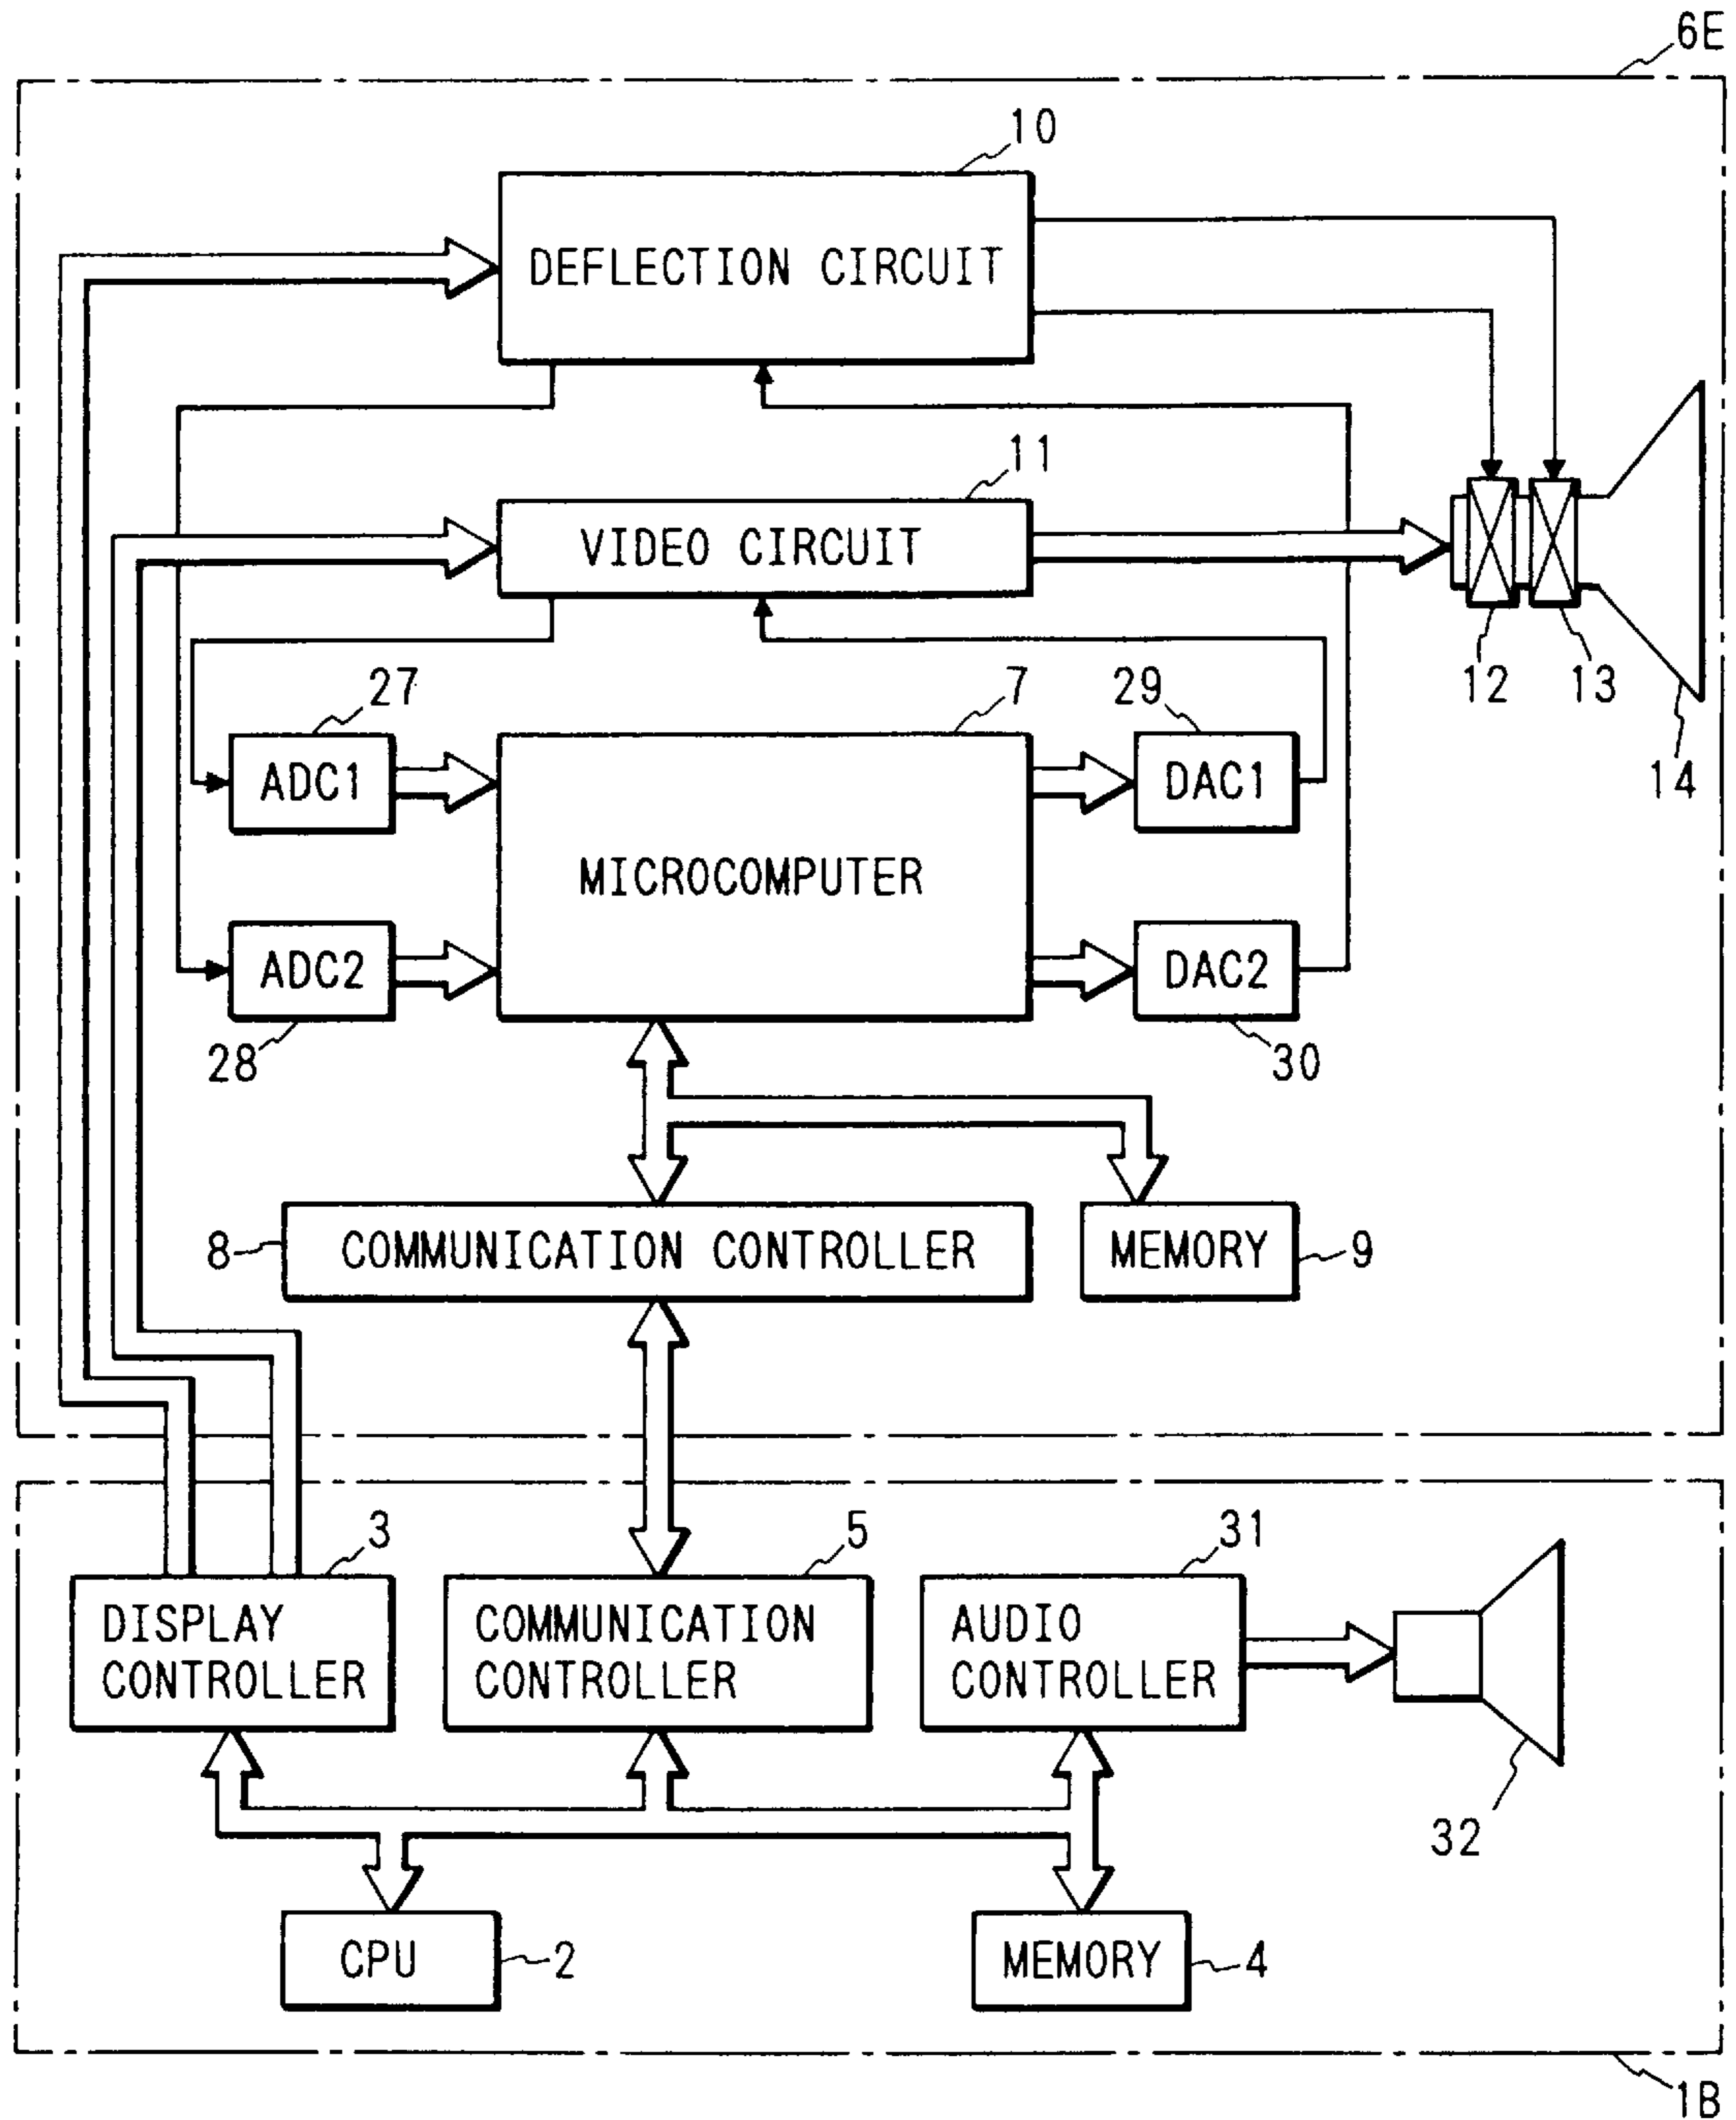 6E
10
DEFLECTION CIRCUIT
11
VIDEO CIRCUIT
12
13
14
27
7
29
ADC1
DAC1
MICROCOMPUTER
ADC2
DAC2
28
30
8
COMMUNICATION CONTROLLER
MEMORY
9
3
5
31
DISPLAY
CONTROLLER
COMMUNICATION
CONTROLLER
AUDIO
CONTROLLER
32
CPU
2
MEMORY
4
1B